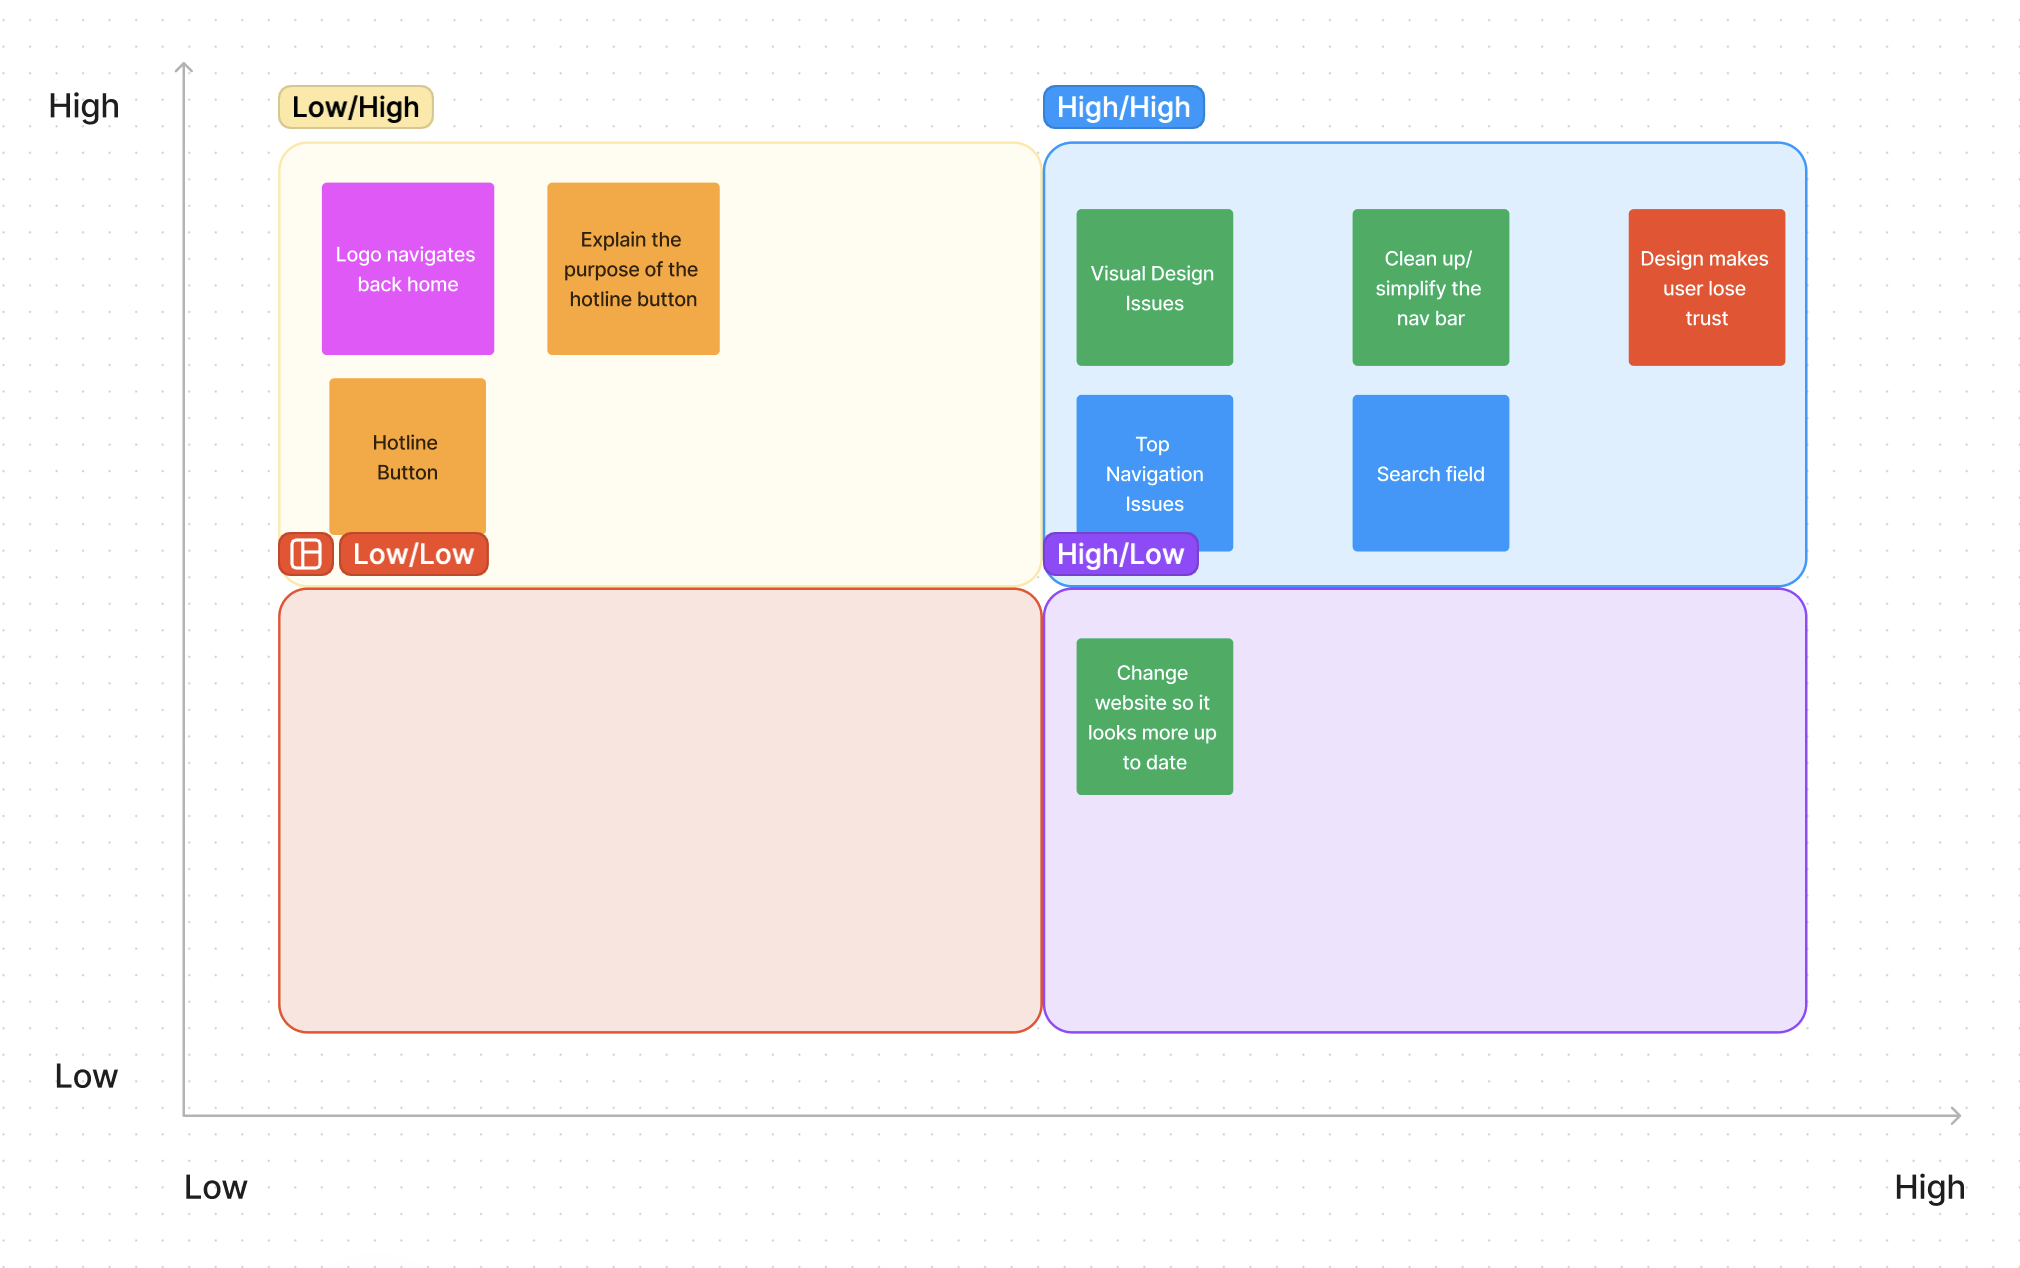 High
Low/High
High/High
Logo navigates
back home
Explain the
purpose of the
hotline button
Visual Design
Issues
Clean up/
simplify the
nav bar
Design makes
user lose
trust
Hotline
Button
Top
Navigation
Issues
Search field
Low/Low
High/Low
Change
website so it
looks more up
to date
Low
Low
High